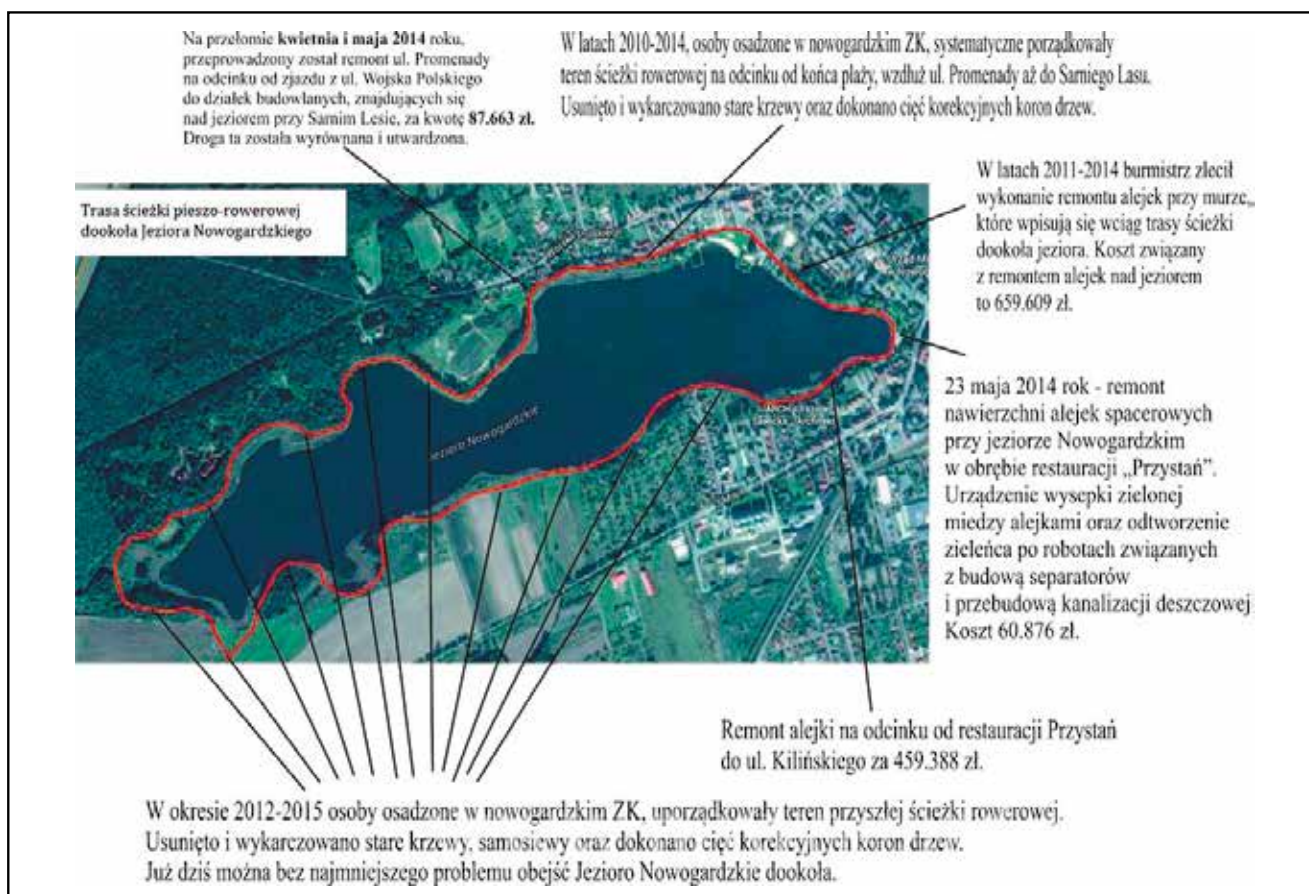 Na przełomie kwietnia i maja 2014 roku,
przeprowadzony został remont ul. Promenady
na odcinku od zjazdu z ul. Wojska Polskiego
do działek budowlanych, znajdujących się
nad jeziorem przy Sarnim Lesie, za kwotę 87.663 zł.
Droga ta została wyrównana i utwardzona.
W latach 2010-2014, osoby osadzone w nowogardzkim ZK, systematyczne porządkowały
teren ścieżki rowerowej na odcinku od końca plaży, wzdłuż ul. Promenady aż do Sarniego Lasu.
Usunięto i wykarczowano stare krzewy oraz dokonano cięć korekcyjnych koron drzew.
W latach 2011-2014 burmistrz zlecił
wykonanie remontu alejek przy murze,
które wpisują się wciąg trasy ścieżki
dookoła jeziora. Koszt związany
z remontem alejek nad jeziorem
to 659.609 zł.
Trasa ścieżki pieszo-rowerowej
dookoła Jeziora Nowogardzkiego
Jezioro Nowogardzkie
23 maja 2014 rok - remont
nawierzchni alejek spacerowych
przy jeziorze Nowogardzkim
w obrębie restauracji „Przystań”.
Urządzenie wysepki zielonej
miedzy alejkami oraz odtworzenie
zieleńca po robotach związanych
z budową separatorów
i przebudową kanalizacji deszczowej
Koszt 60.876 zł.
Remont alejki na odcinku od restauracji Przystań
do ul. Kilińskiego za 459.388 zł.
W okresie 2012-2015 osoby osadzone w nowogardzkim ZK, uporządkowały teren przyszłej ścieżki rowerowej.
Usunięto i wykarczowano stare krzewy, samosiewy oraz dokonano cięć korekcyjnych koron drzew.
Już dziś można bez najmniejszego problemu obejść Jezioro Nowogardzkie dookoła.